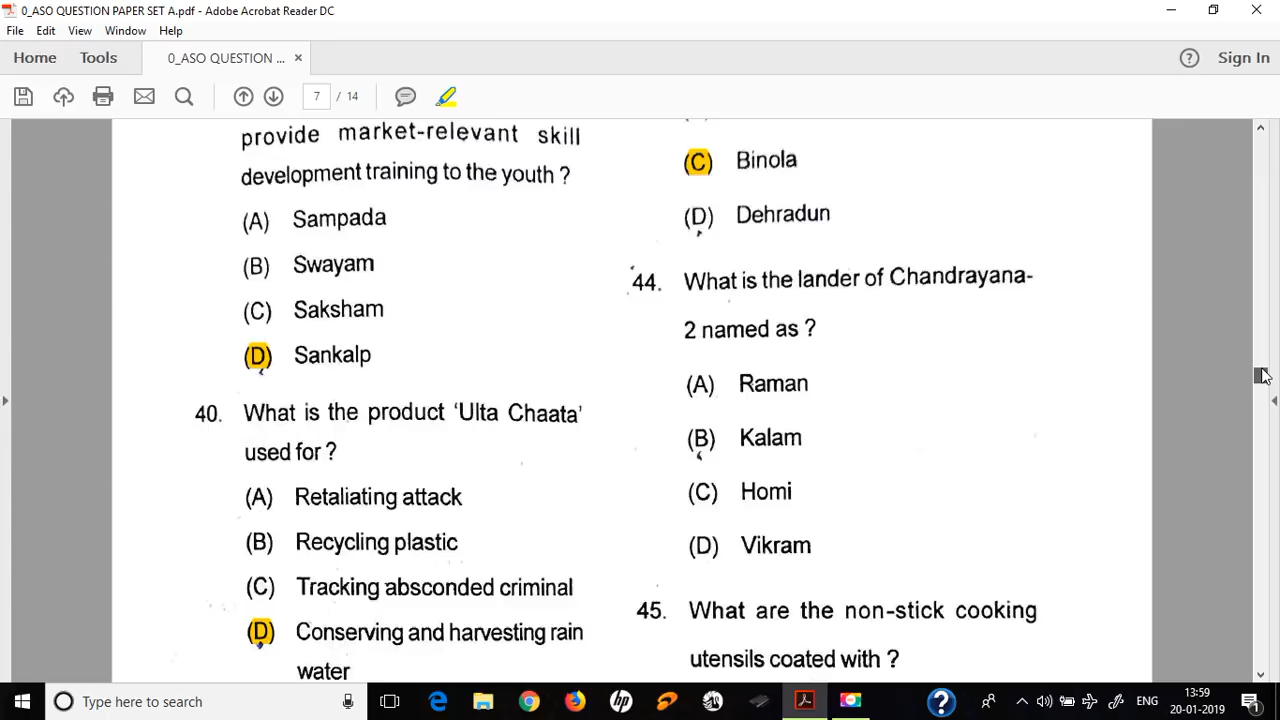 0_ASO QUESTION PAPER SET A.pdf - Adobe Acrobat Reader DC
File Edit View Window Help
Home Tools 0_ASO QUESTION ... × Sign In
7 / 14
provide market-relevant skill
development training to the youth ?
(A) Sampada
(B) Swayam
(C) Saksham
(D) Sankalp
40. What is the product ‘Ulta Chaata’
used for ?
(A) Retaliating attack
(B) Recycling plastic
(C) Tracking absconded criminal
(D) Conserving and harvesting rain
water
(C) Binola
(D) Dehradun
44. What is the lander of Chandrayana-
2 named as ?
(A) Raman
(B) Kalam
(C) Homi
(D) Vikram
45. What are the non-stick cooking
utensils coated with ?
Type here to search
hp
ENG
13:59
20-01-2019
1